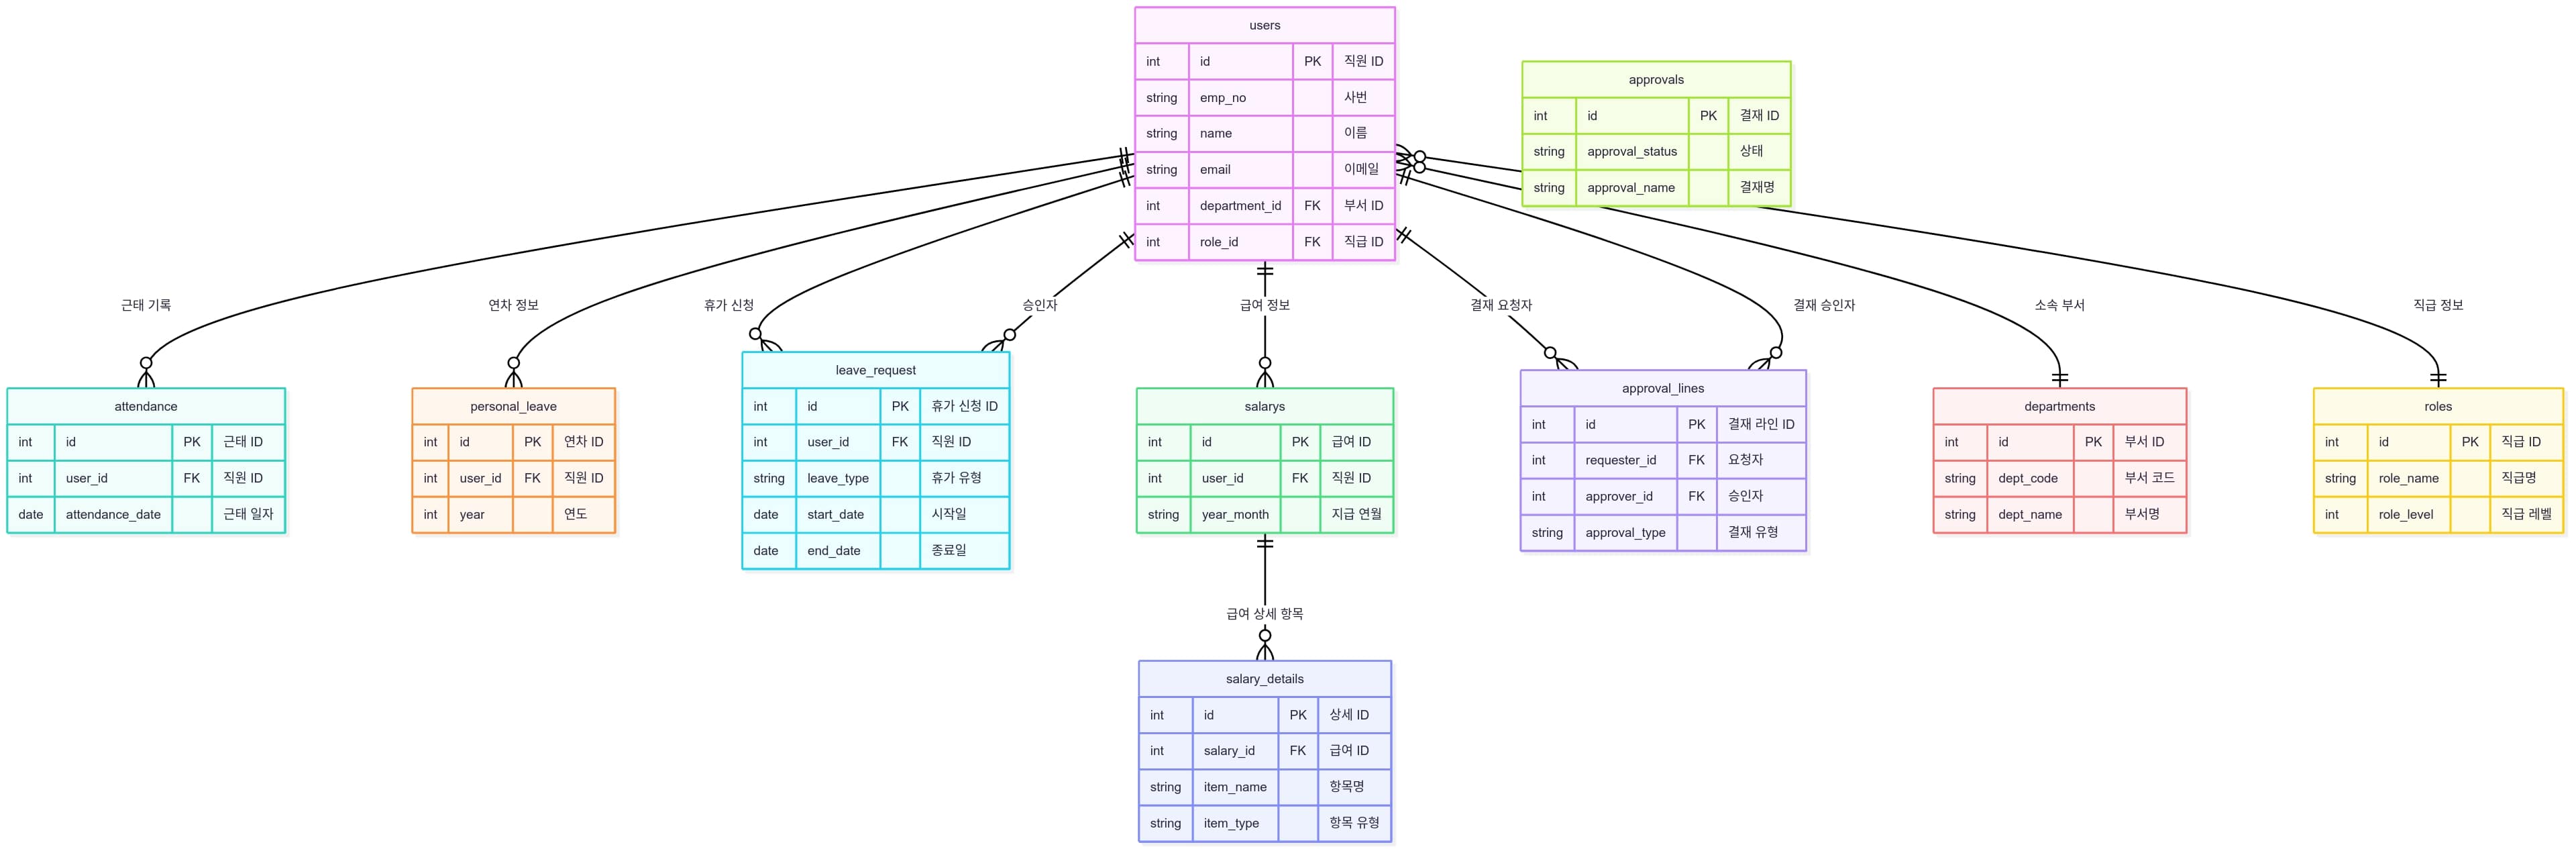 users
int id PK 직원 ID
string emp_no 사번
string name 이름
string email 이메일
int department_id FK 부서 ID
int role_id FK 직급 ID
approvals
int id PK 결재 ID
string approval_status 상태
string approval_name 결재명
근태 기록
연차 정보
휴가 신청
승인자
급여 정보
결재 요청자
결재 승인자
소속 부서
직급 정보
attendance
int id PK 근태 ID
int user_id FK 직원 ID
date attendance_date 근태 일자
personal_leave
int id PK 연차 ID
int user_id FK 직원 ID
int year 연도
leave_request
int id PK 휴가 신청 ID
int user_id FK 직원 ID
string leave_type 휴가 유형
date start_date 시작일
date end_date 종료일
salarys
int id PK 급여 ID
int user_id FK 직원 ID
string year_month 지급 연월
approval_lines
int id PK 결재 라인 ID
int requester_id FK 요청자
int approver_id FK 승인자
string approval_type 결재 유형
departments
int id PK 부서 ID
string dept_code 부서 코드
string dept_name 부서명
roles
int id PK 직급 ID
string role_name 직급명
int role_level 직급 레벨
급여 상세 항목
salary_details
int id PK 상세 ID
int salary_id FK 급여 ID
string item_name 항목명
string item_type 항목 유형